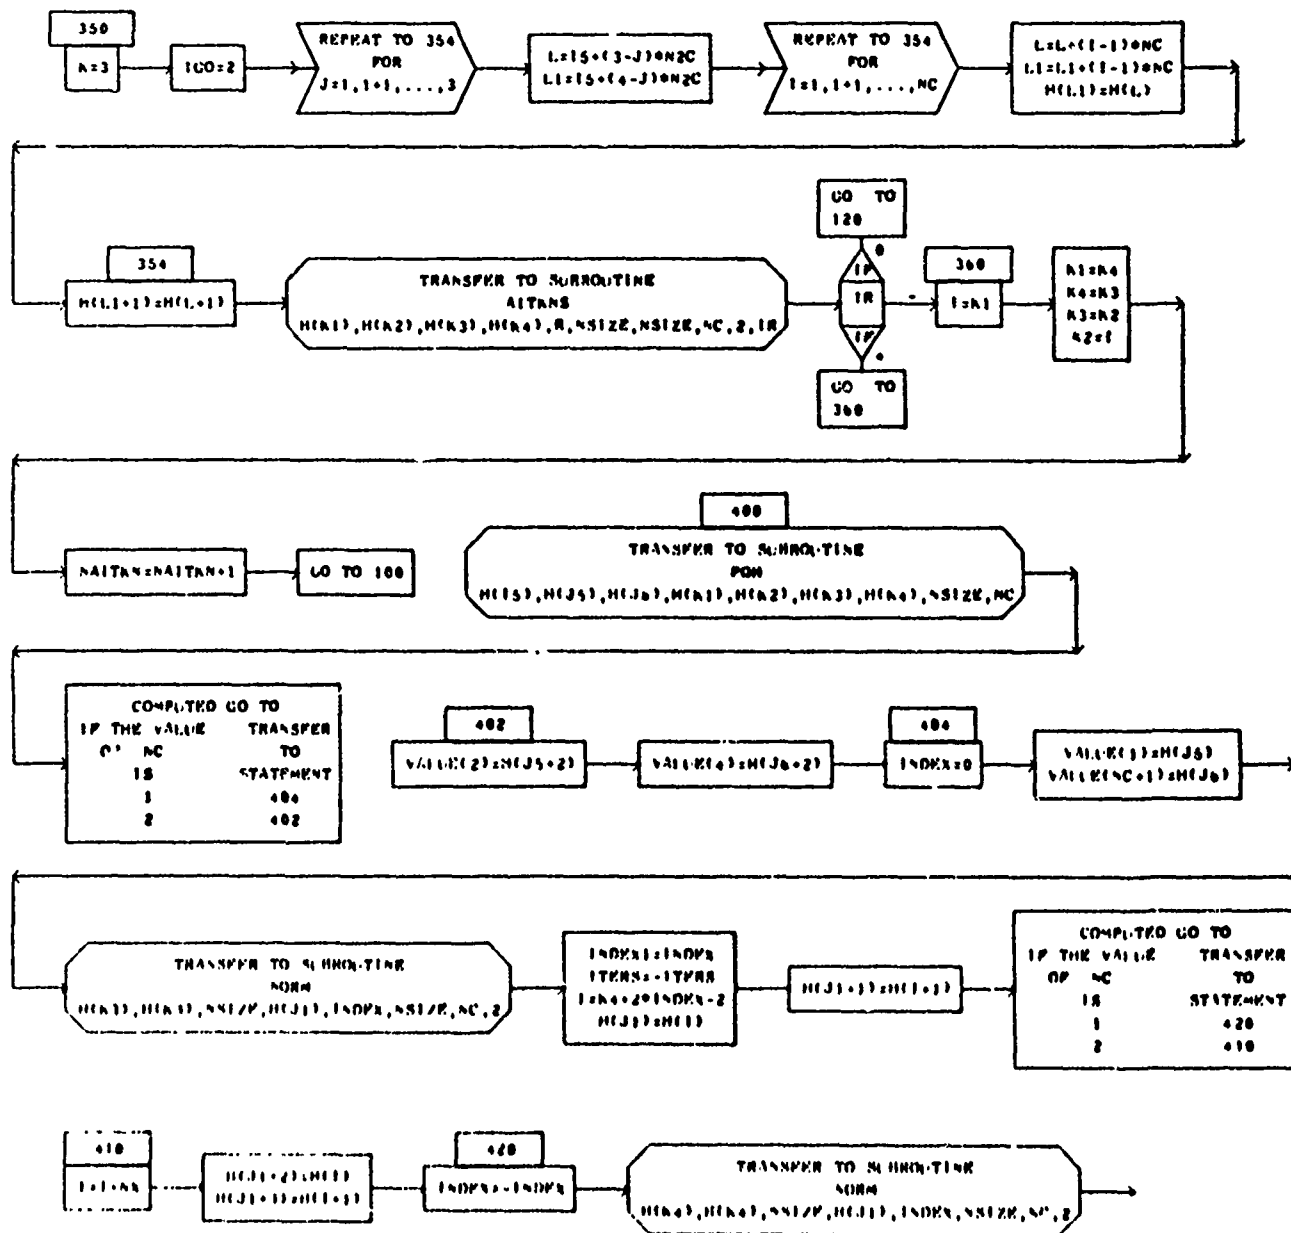 350
K=3
IGO=2
REPEAT TO 354
FOR
J=1,1+1,...,3
L=I5+(3-J)*N2C
L1=I5+(4-J)*N2C
REPEAT TO 354
FOR
I=1,1+1,...,NC
L=L+(I-1)*NC
L1=L1+(I-1)*NC
H(L1)=H(L)
354
H(L1+1)=H(L+1)
TRANSFER TO SUBROUTINE
AITKNS
H(K1),H(K2),H(K3),H(K4),R,NSIZE,NSIZE,NC,2,IR
GO TO
120
IF
0
IR
-
IF
+
GO TO
360
360
I=K1
K1=K4
K4=K3
K3=K2
K2=I
NAITKN=NAITKN+1
GO TO 100
400
TRANSFER TO SUBROUTINE
POM
H(I5),H(J5),H(J6),H(K1),H(K2),H(K3),H(K4),NSIZE,NC
COMPUTED GO TO
IF THE VALUE TRANSFER
OF NC TO
IS STATEMENT
1 404
2 402
402
VALUE(2)=H(J5+2)
VALUE(4)=H(J6+2)
404
INDEX=0
VALUE(1)=H(J5)
VALUE(NC+1)=H(J6)
TRANSFER TO SUBROUTINE
NORM
H(K3),H(K3),NSIZE,H(J1),INDEX,NSIZE,NC,2
INDEX1=INDEX
ITERS=-ITERS
I=K4+2*INDEX-2
H(J1)=H(I)
H(J1+1)=H(I+1)
COMPUTED GO TO
IF THE VALUE TRANSFER
OF NC TO
IS STATEMENT
1 420
2 410
410
I=I+NX
H(J1+2)=H(I)
H(J1+3)=H(I+1)
420
INDEX=-INDEX
TRANSFER TO SUBROUTINE
NORM
H(K4),H(K4),NSIZE,H(J1),INDEX,NSIZE,NC,2